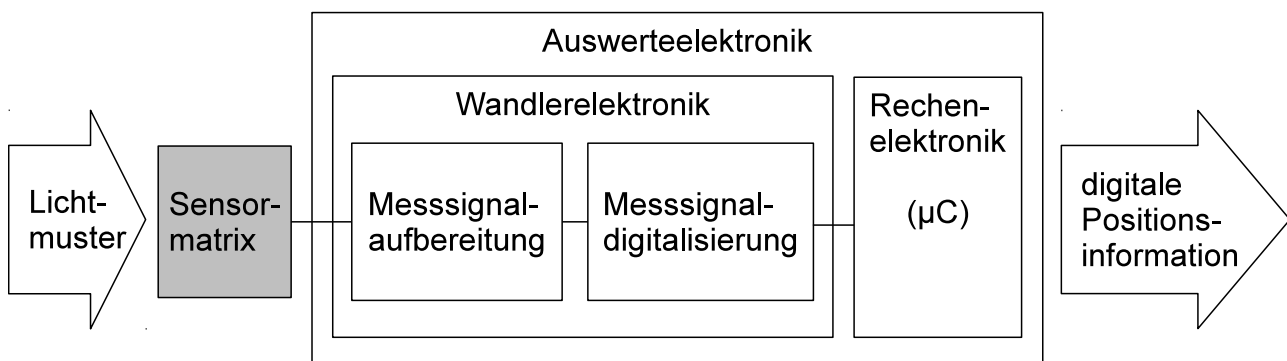 Auswerteelektronik
Wandlerelektronik
Rechen-
elektronik
(µC)
Licht-
muster
Sensor-
matrix
Messsignal-
aufbereitung
Messsignal-
digitalisierung
digitale
Positions-
information